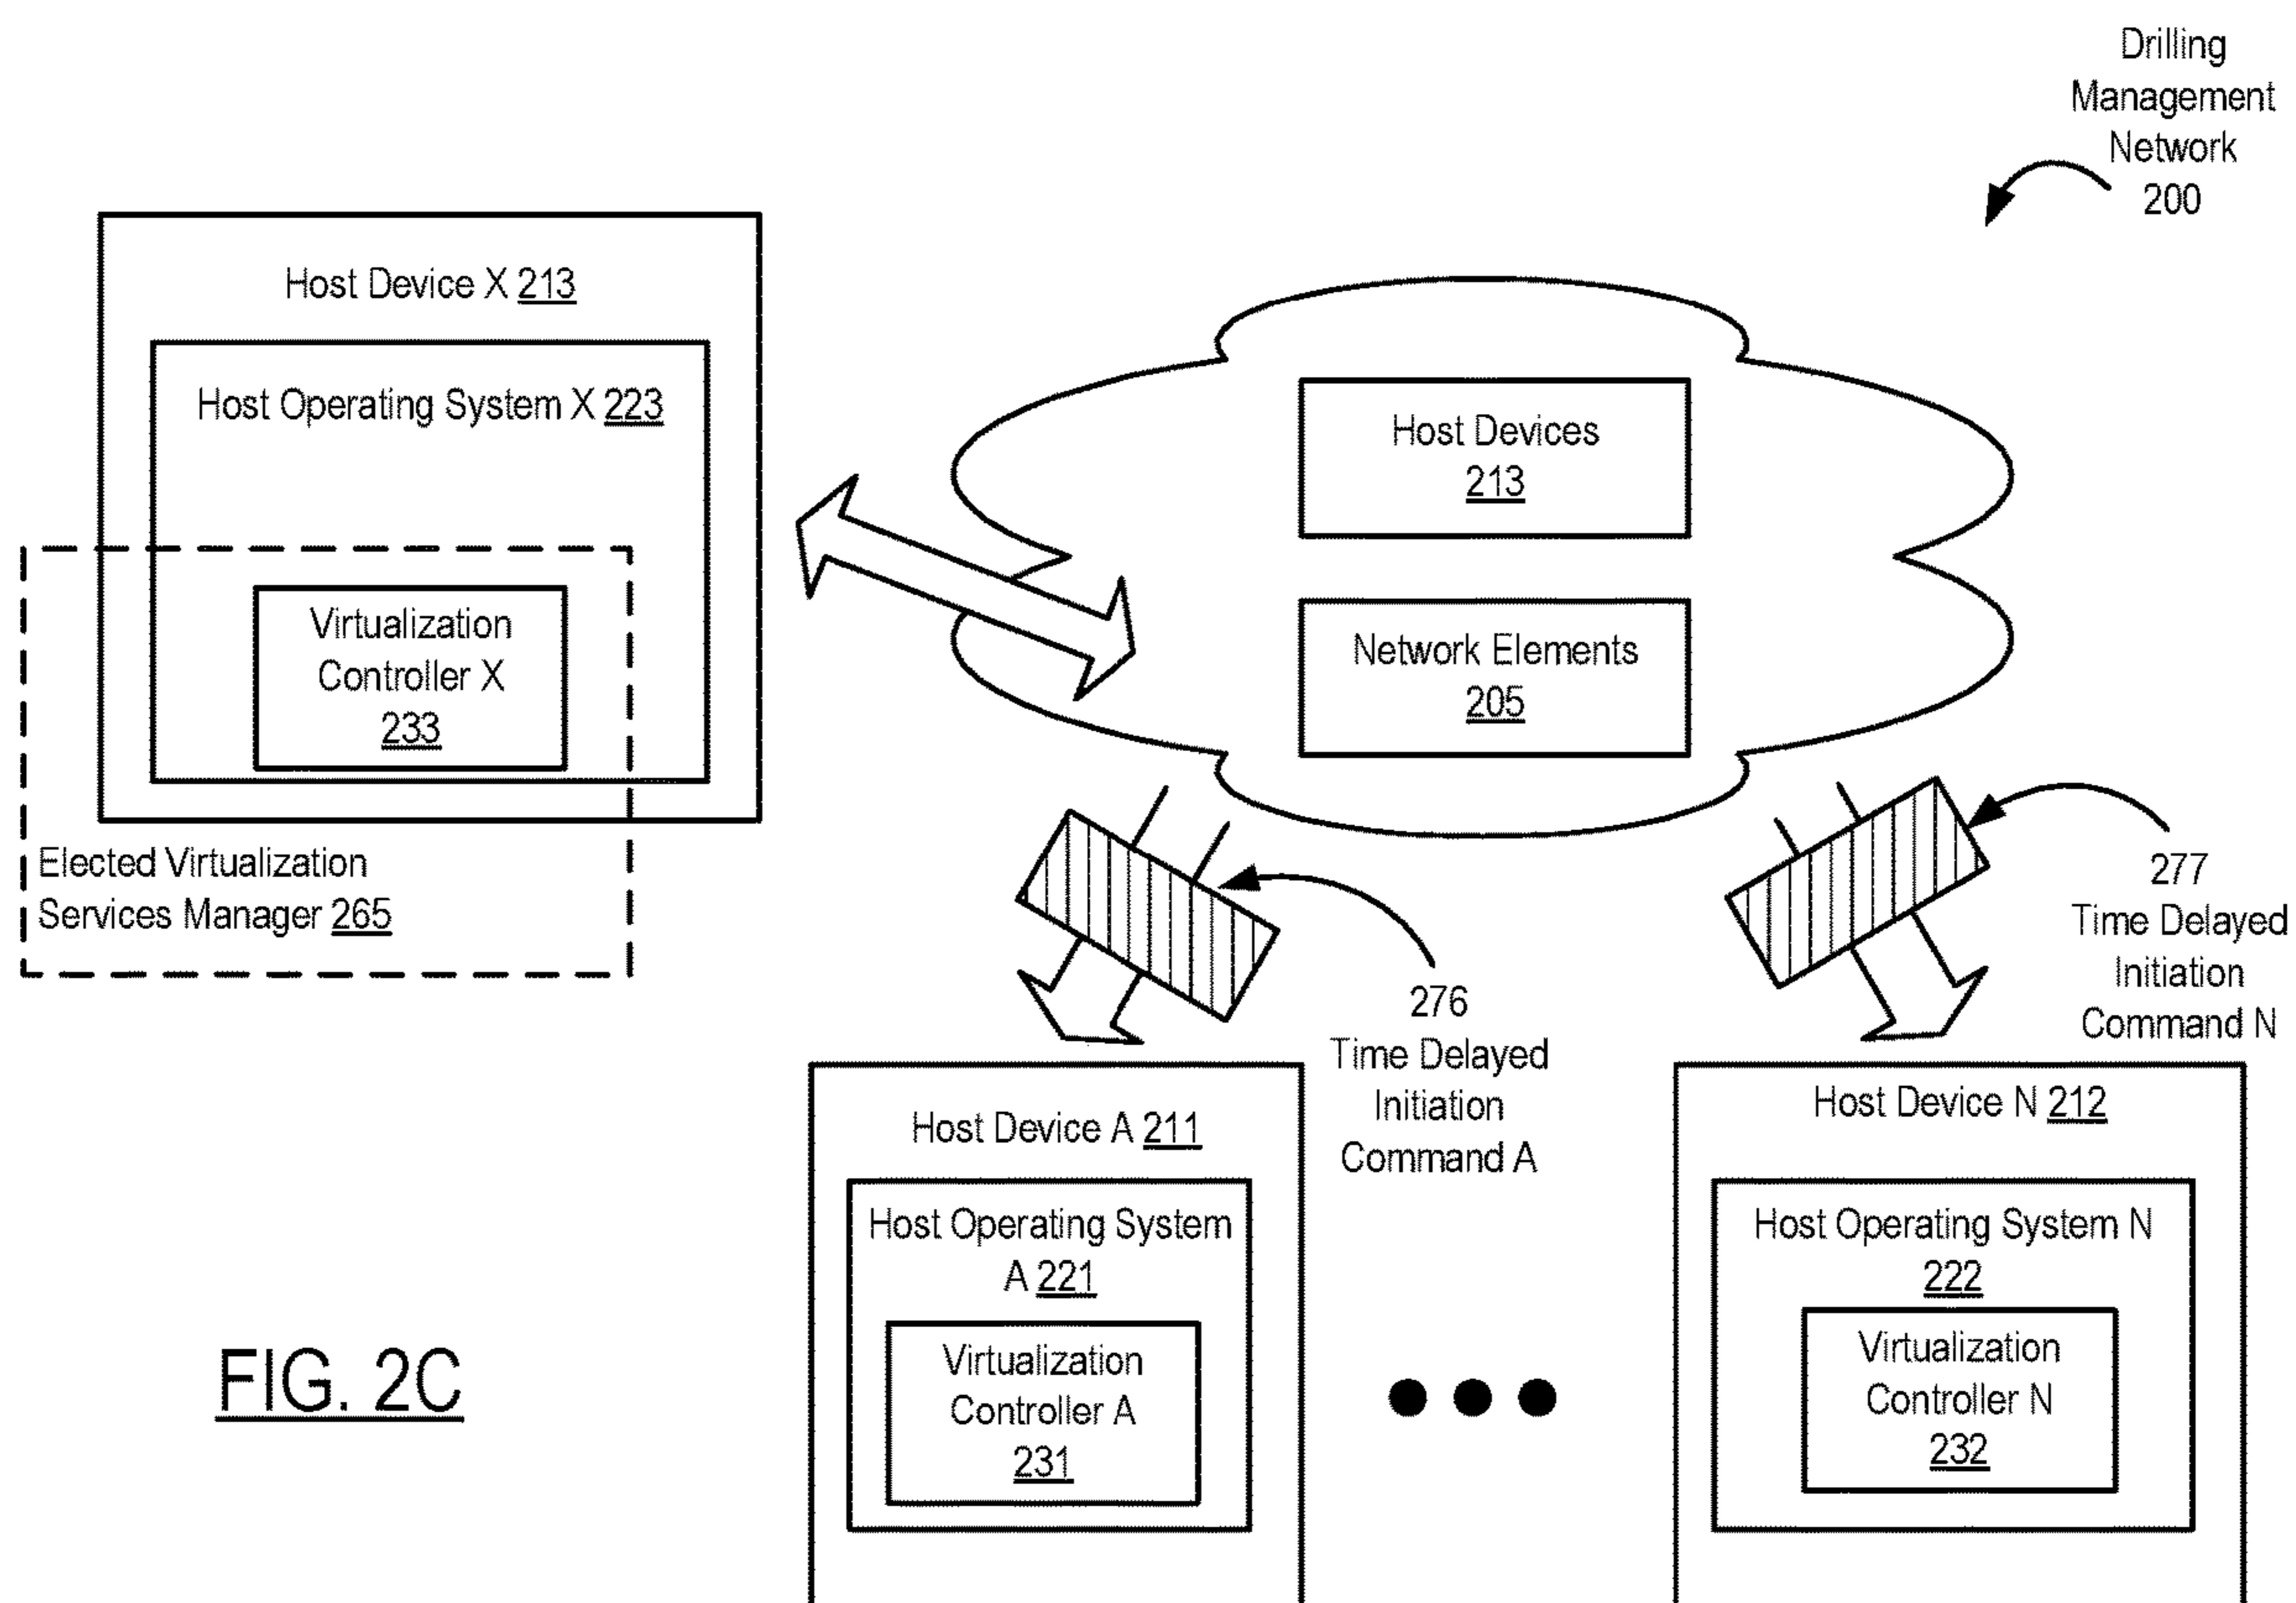 Drilling
Management
Network
200
Host Device X 213
Host Operating System X 223
Virtualization
Controller X
233
Elected Virtualization
Services Manager 265
Host Devices
213
Network Elements
205
276
Time Delayed
Initiation
Command A
277
Time Delayed
Initiation
Command N
Host Device A 211
Host Operating System
A 221
Virtualization
Controller A
231
Host Device N 212
Host Operating System N
222
Virtualization
Controller N
232
FIG. 2C